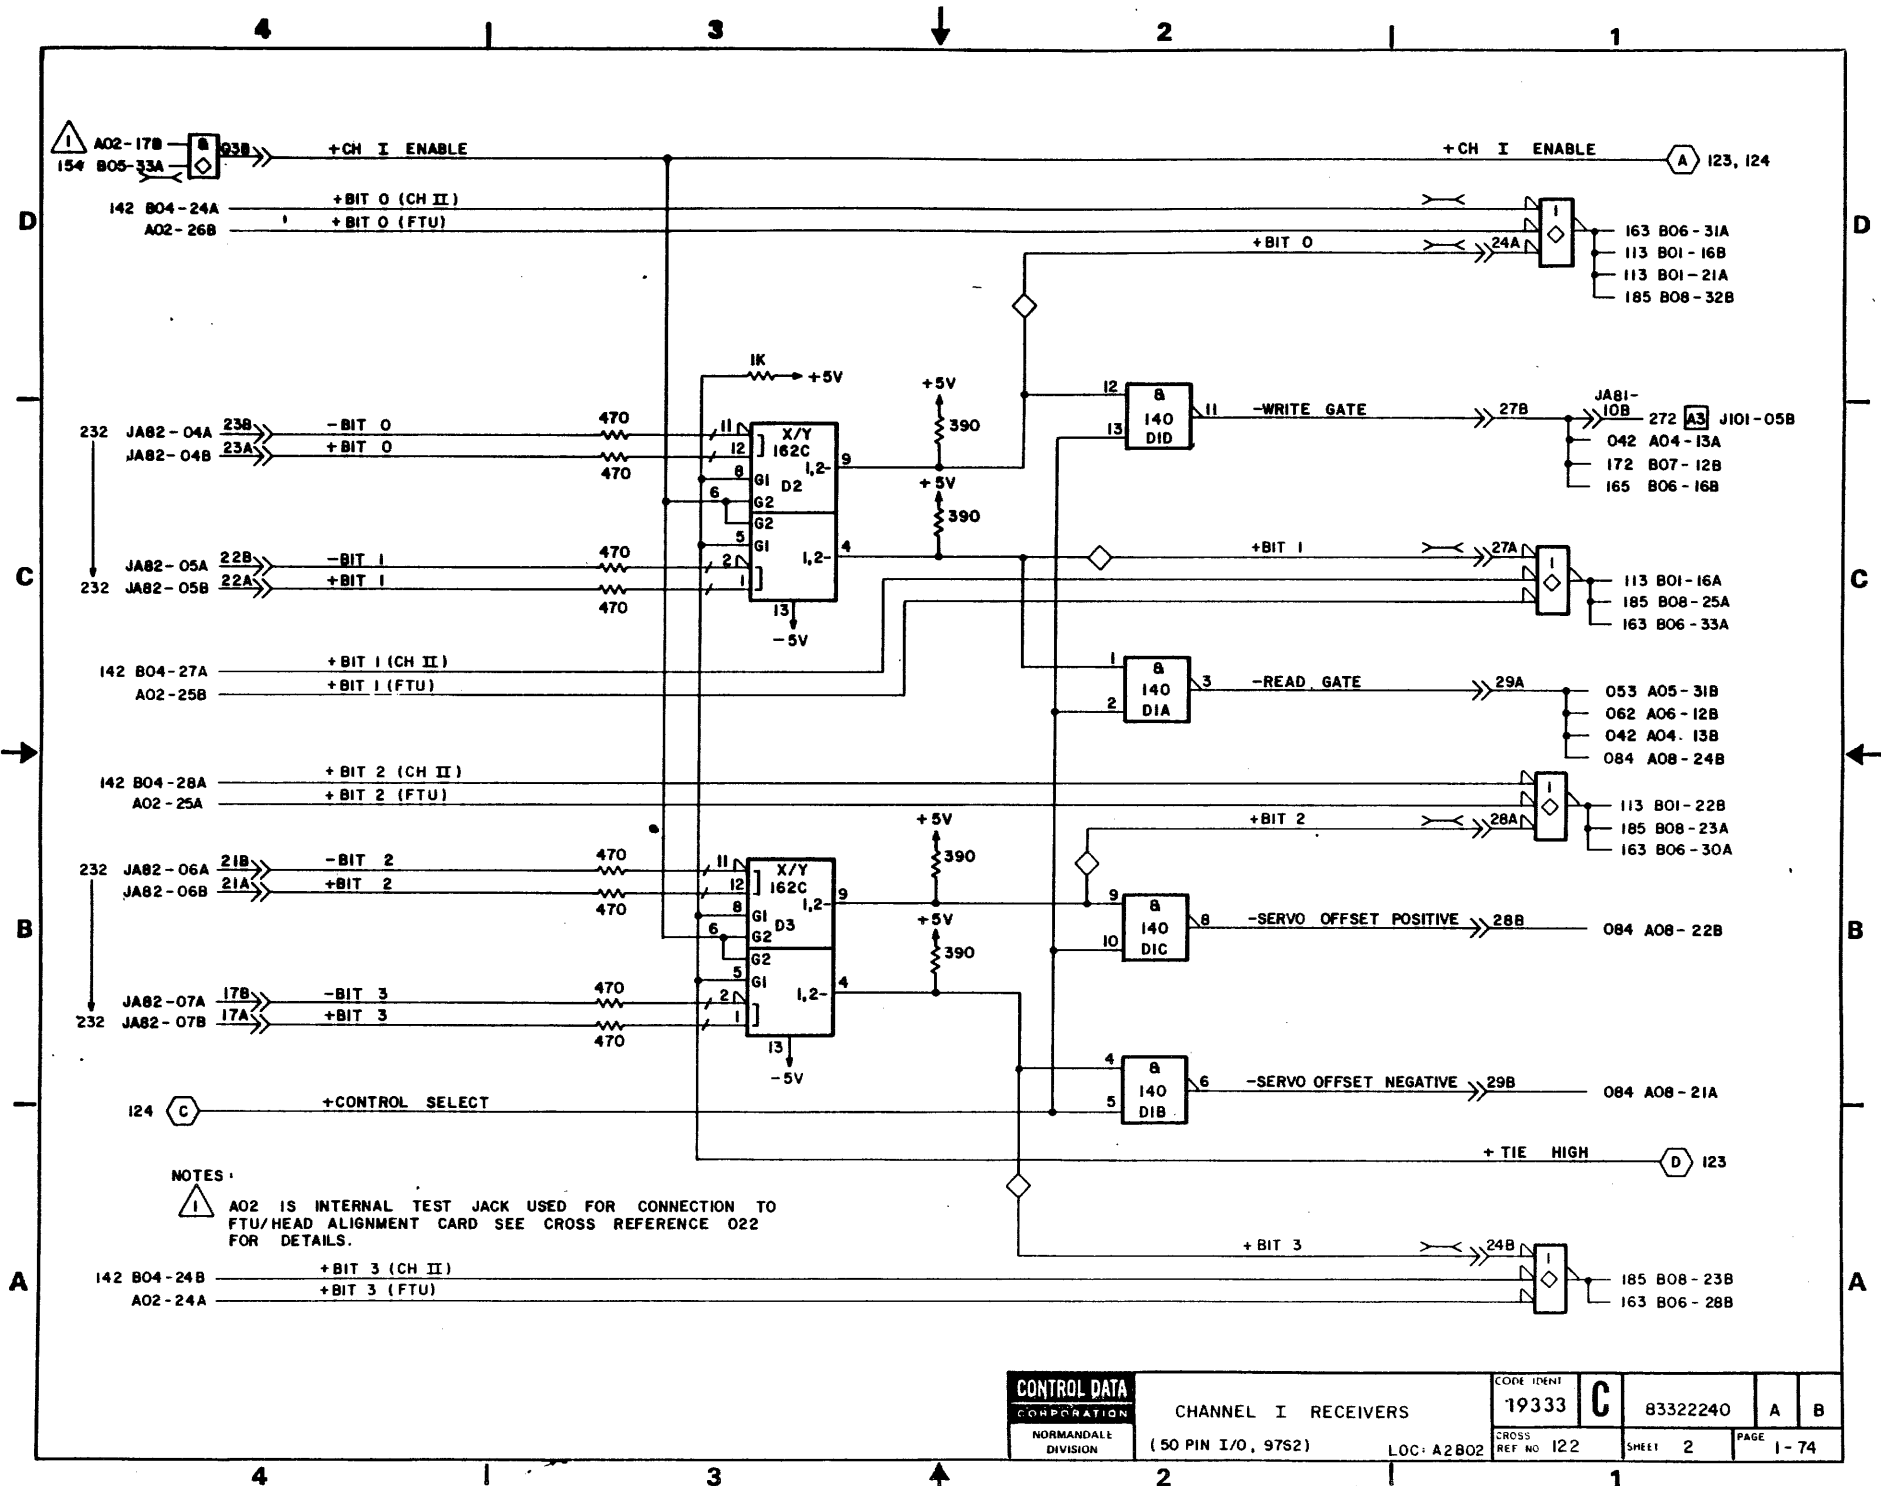 4 3 2 1
1 A02-17B & 03B +CH I ENABLE +CH I ENABLE A 123, 124
154 B05-33A
142 B04-24A +BIT 0 (CH II)
D A02-26B +BIT 0 (FTU) 1 163 B06-31A D
+BIT 0 24A 113 B01-16B
113 B01-21A
185 B08-32B
1K +5V
+5V 390
12 & 11 -WRITE GATE 27B JA81-10B 272 A3 J101-05B
13 140 D1D
042 A04-13A
172 B07-12B
165 B06-16B
232 JA82-04A 23B -BIT 0 470 11 X/Y
JA82-04B 23A +BIT 0 470 12 162C
8 G1 D2 1,2- 9
6 G2
G2
5 G1 1,2- 4
+5V 390
JA82-05A 22B -BIT 1 470 2
C 232 JA82-05B 22A +BIT 1 470 1 C
13 -5V
+BIT 1 27A 1
113 B01-16A
185 B08-25A
163 B06-33A
142 B04-27A +BIT 1 (CH II)
A02-25B +BIT 1 (FTU)
1 & 3 -READ GATE 29A 053 A05-31B
2 140 D1A
062 A06-12B
042 A04. 13B
084 A08-24B
142 B04-28A +BIT 2 (CH II)
A02-25A +BIT 2 (FTU) 1 113 B01-22B
+BIT 2 28A 185 B08-23A
163 B06-30A
+5V 390
232 JA82-06A 21B -BIT 2 470 11 X/Y
JA82-06B 21A +BIT 2 470 12 162C
8 G1 D3 1,2- 9
6 G2
G2
5 G1 1,2- 4
+5V 390
B 9 & 8 -SERVO OFFSET POSITIVE 28B 084 A08-22B B
10 140 D1C
JA82-07A 17B -BIT 3 470 2
232 JA82-07B 17A +BIT 3 470 1
13 -5V
4 & 6 -SERVO OFFSET NEGATIVE 29B 084 A08-21A
5 140 D1B
124 C +CONTROL SELECT
+ TIE HIGH D 123
NOTES:
1 A02 IS INTERNAL TEST JACK USED FOR CONNECTION TO
FTU/HEAD ALIGNMENT CARD SEE CROSS REFERENCE 022
FOR DETAILS.
+BIT 3 24B 1
A 142 B04-24B +BIT 3 (CH II) 185 B08-23B A
A02-24A +BIT 3 (FTU) 163 B06-28B
CONTROL DATA
CORPORATION
NORMANDALE
DIVISION
CHANNEL I RECEIVERS
(50 PIN I/O, 97S2) LOC: A2B02
CODE IDENT
19333 C 83322240 A B
CROSS
REF NO 122 SHEET 2 PAGE 1-74
4 3 2 1